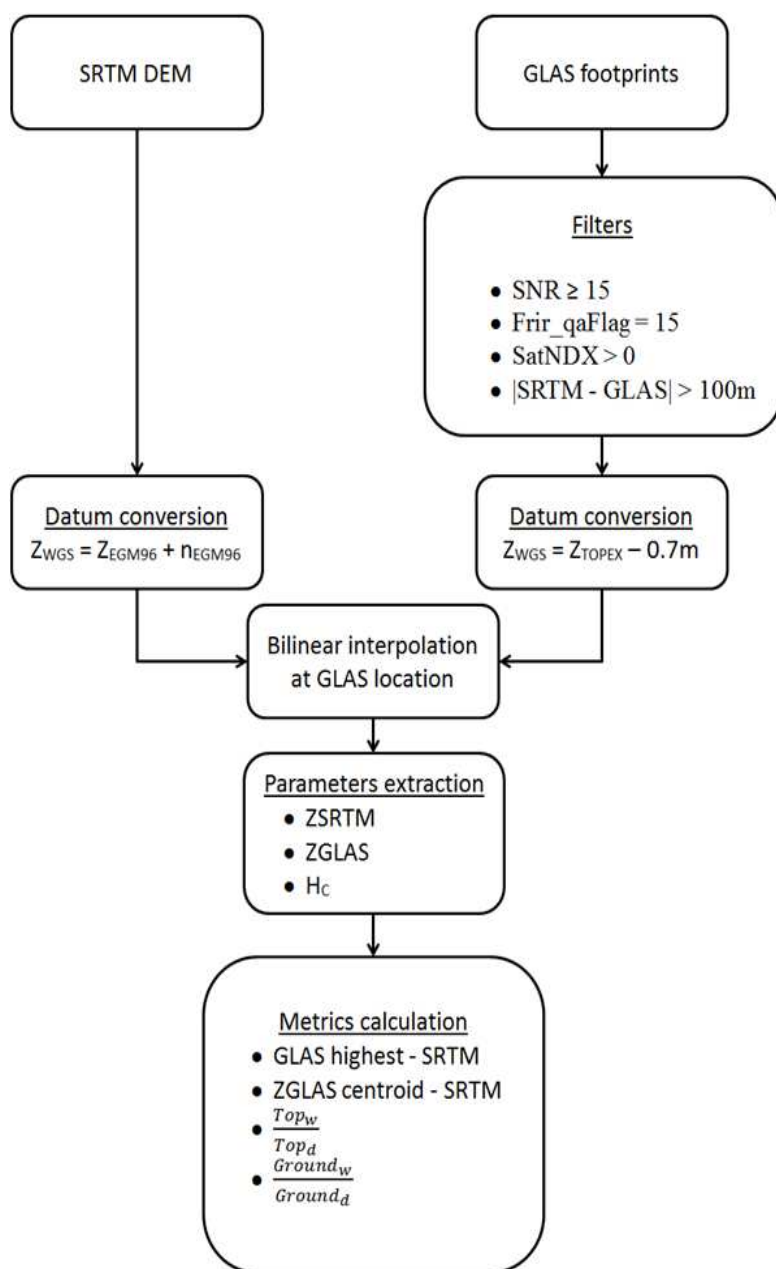 SRTM DEM
GLAS footprints
Filters
• SNR ≥ 15
• Frir_qaFlag = 15
• SatNDX > 0
• |SRTM - GLAS| > 100m
Datum conversion
ZWGS = ZEGM96 + nEGM96
Datum conversion
ZWGS = ZTOPEX – 0.7m
Bilinear interpolation
at GLAS location
Parameters extraction
• ZSRTM
• ZGLAS
• HC
Metrics calculation
• GLAS highest - SRTM
• ZGLAS centroid - SRTM
• Topw
Topd
• Groundw
Groundd